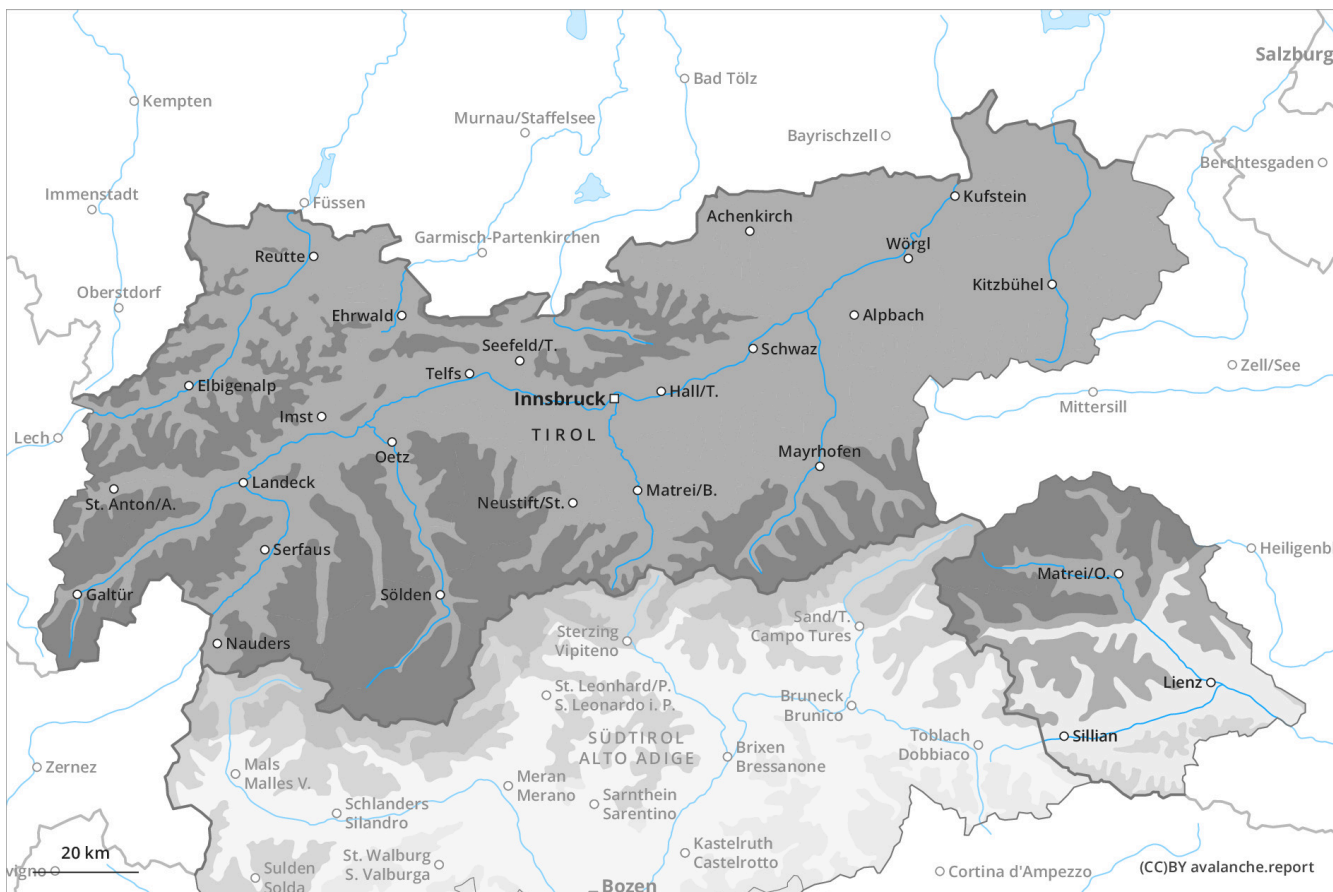 Salzburg
Bad Tölz
Kempten
Murnau/Staffelsee
Bayrischzell
Berchtesgaden
Immenstadt
Füssen
Kufstein
Achenkirch
Garmisch-Partenkirchen
Wörgl
Reutte
Kitzbühel
Oberstdorf
Ehrwald
Alpbach
Seefeld/T.
Schwaz
Zell/See
Telfs
Elbigenalp
Hall/T.
Mittersill
Innsbruck
Imst
TIROL
Lech
Oetz
Mayrhofen
Landeck
Matrei/B.
St. Anton/A.
Neustift/St.
Serfaus
Heiligenb
Matrei/O.
Galtür
Sölden
Sand/T.
Campo Tures
Sterzing
Vipiteno
Nauders
Lienz
St. Leonhard/P.
S. Leonardo i. P.
Bruneck
Brunico
SÜDTIROL
ALTO ADIGE
Sillian
Toblach
Dobbiaco
Brixen
Bressanone
Zernez
Mals
Malles V.
Meran
Merano
Sarnthein
Sarentino
Schlanders
Silandro
20 km
Kastelruth
Castelrotto
St. Walburg
S. Valburga
vigno
Sulden
Solda
Cortina d'Ampezzo
(CC)BY avalanche.report
Bozen